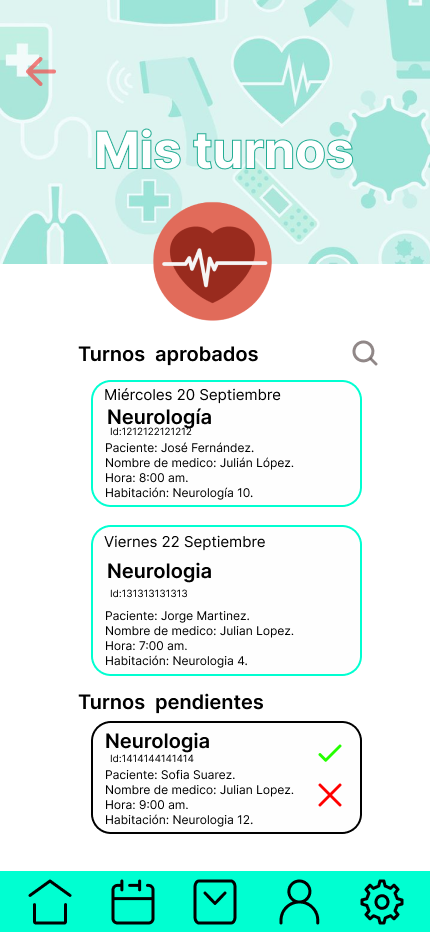 Mis turnos
Turnos aprobados
Miércoles 20 Septiembre
Neurología
Id:1212122121212
Paciente: José Fernández.
Nombre de medico: Julián López.
Hora: 8:00 am.
Habitación: Neurología 10.
Viernes 22 Septiembre
Neurologia
Id:131313131313
Paciente: Jorge Martinez.
Nombre de medico: Julian Lopez.
Hora: 7:00 am.
Habitación: Neurologia 4.
Turnos pendientes
Neurologia
Id:1414144141414
Paciente: Sofia Suarez.
Nombre de medico: Julian Lopez.
Hora: 9:00 am.
Habitación: Neurologia 12.